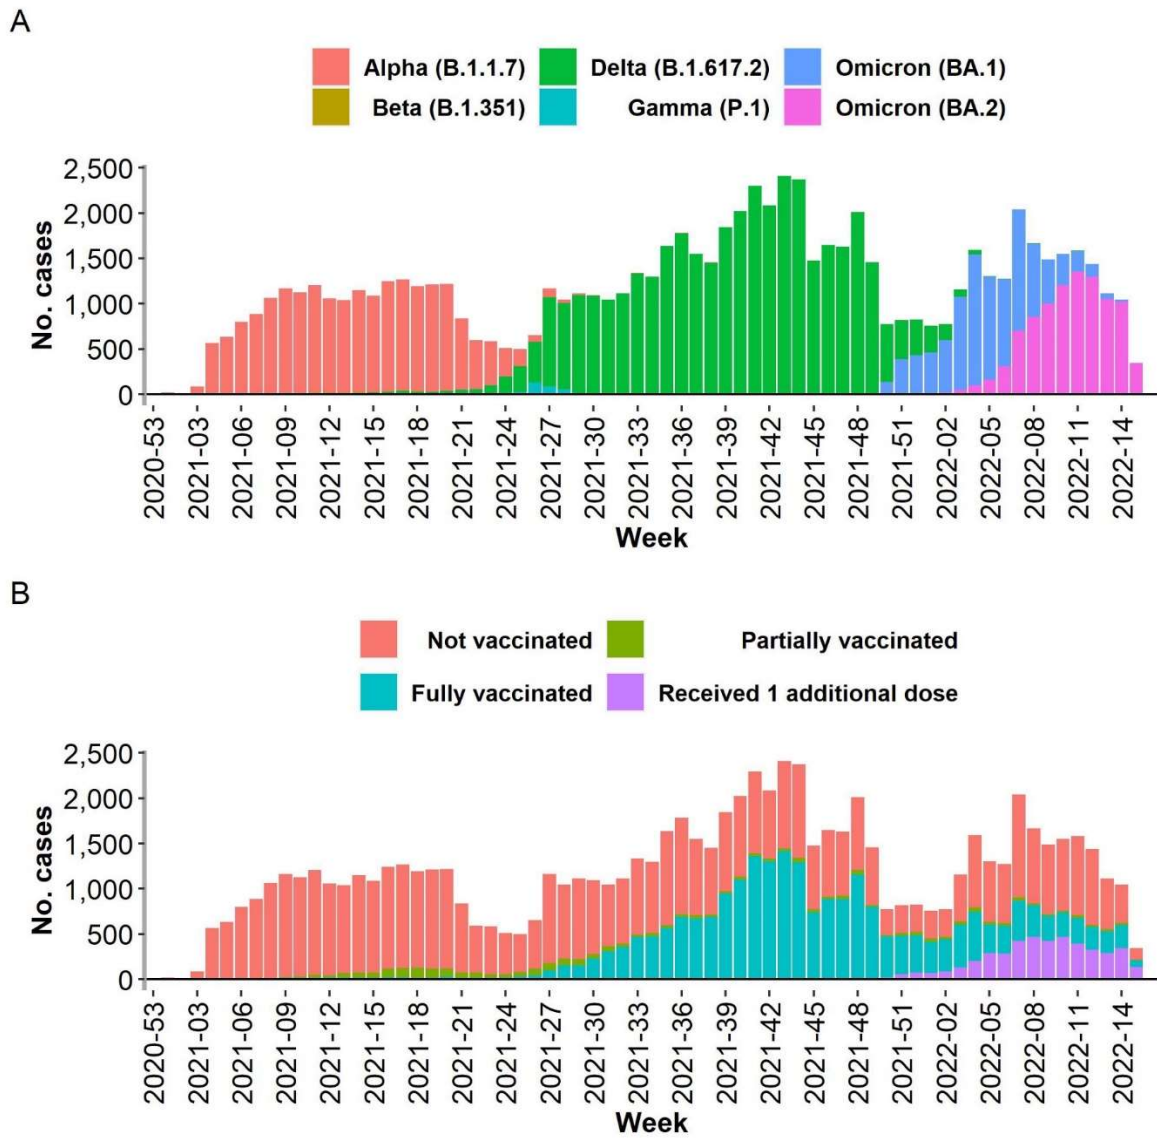 A
Alpha (B.1.1.7) Delta (B.1.617.2) Omicron (BA.1)
Beta (B.1.351) Gamma (P.1) Omicron (BA.2)
No. cases
2,500
2,000
1,500
1,000
500
0
2020-53 2021-03 2021-06 2021-09 2021-12 2021-15 2021-18 2021-21 2021-24 2021-27 2021-30 2021-33 2021-36 2021-39 2021-42 2021-45 2021-48 2021-51 2022-02 2022-05 2022-08 2022-11 2022-14
Week
B
Not vaccinated Partially vaccinated
Fully vaccinated Received 1 additional dose
No. cases
2,500
2,000
1,500
1,000
500
0
2020-53 2021-03 2021-06 2021-09 2021-12 2021-15 2021-18 2021-21 2021-24 2021-27 2021-30 2021-33 2021-36 2021-39 2021-42 2021-45 2021-48 2021-51 2022-02 2022-05 2022-08 2022-11 2022-14
Week